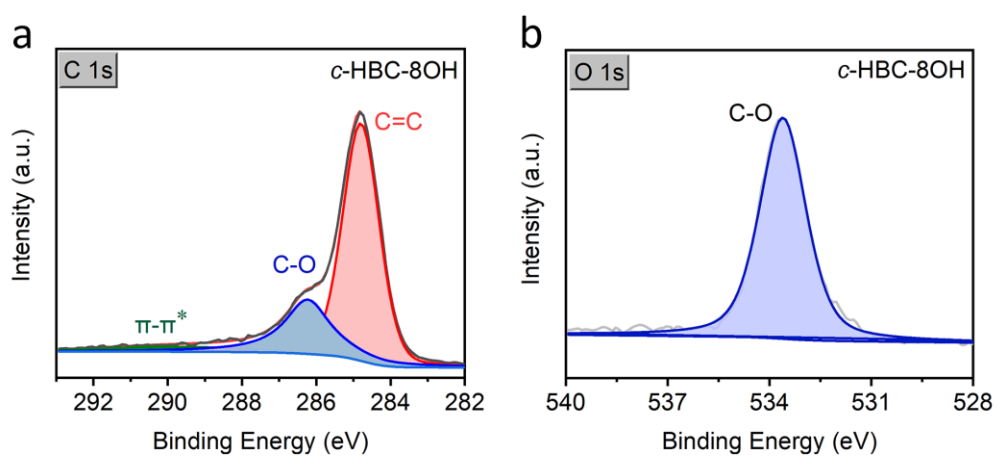 a
C 1s
c-HBC-8OH
C=C
C-O
π-π*
Intensity (a.u.)
292 290 288 286 284 282
Binding Energy (eV)
b
O 1s
c-HBC-8OH
C-O
Intensity (a.u.)
540 537 534 531 528
Binding Energy (eV)